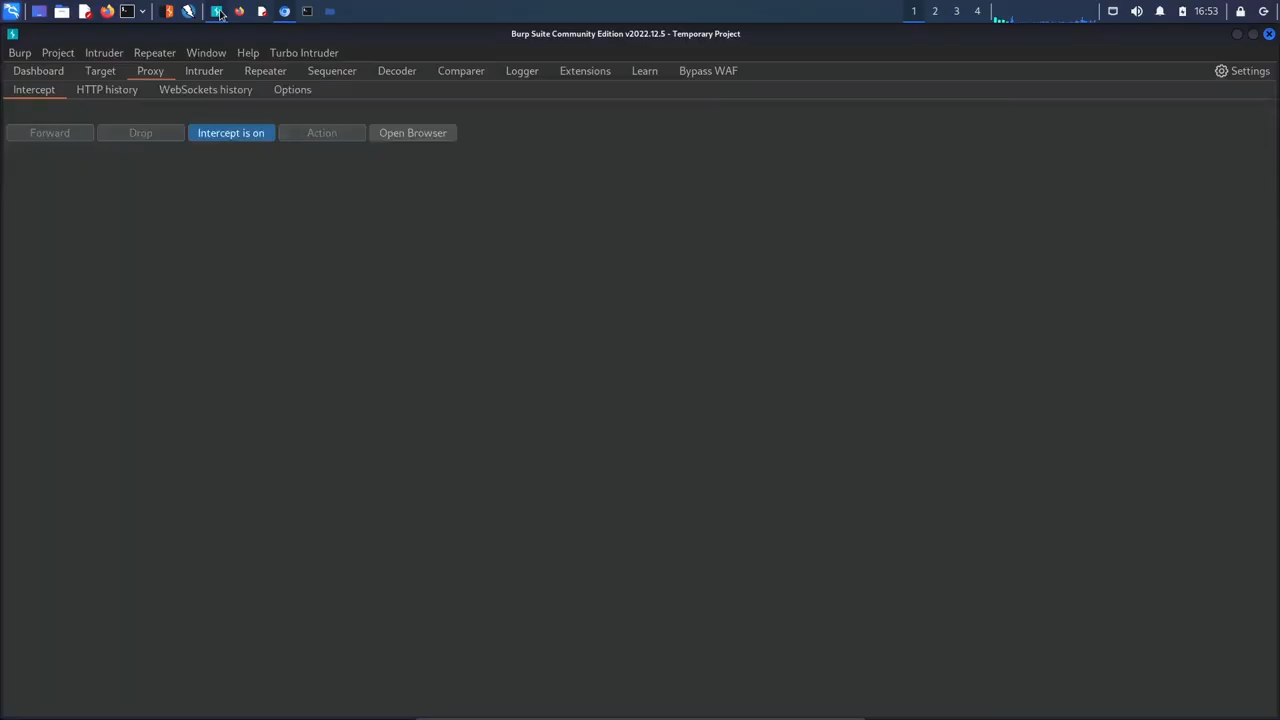 1 2 3 4 16:53
Burp Suite Community Edition v2022.12.5 - Temporary Project
Burp Project Intruder Repeater Window Help Turbo Intruder
Dashboard Target Proxy Intruder Repeater Sequencer Decoder Comparer Logger Extensions Learn Bypass WAF Settings
Intercept HTTP history WebSockets history Options
Forward Drop Intercept is on Action Open Browser